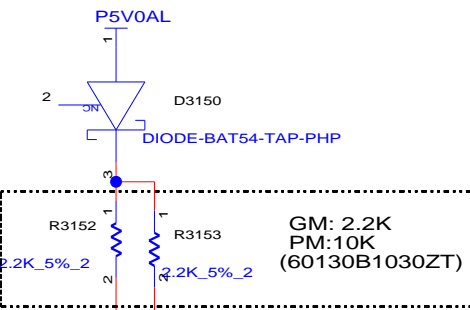 P5V0AL
1
2
NC
D3150
DIODE-BAT54-TAP-PHP
3
R3152
1
2.2K_5%_2
2
R3153
1
2.2K_5%_2
2
GM: 2.2K
PM:10K
(60130B1030ZT)